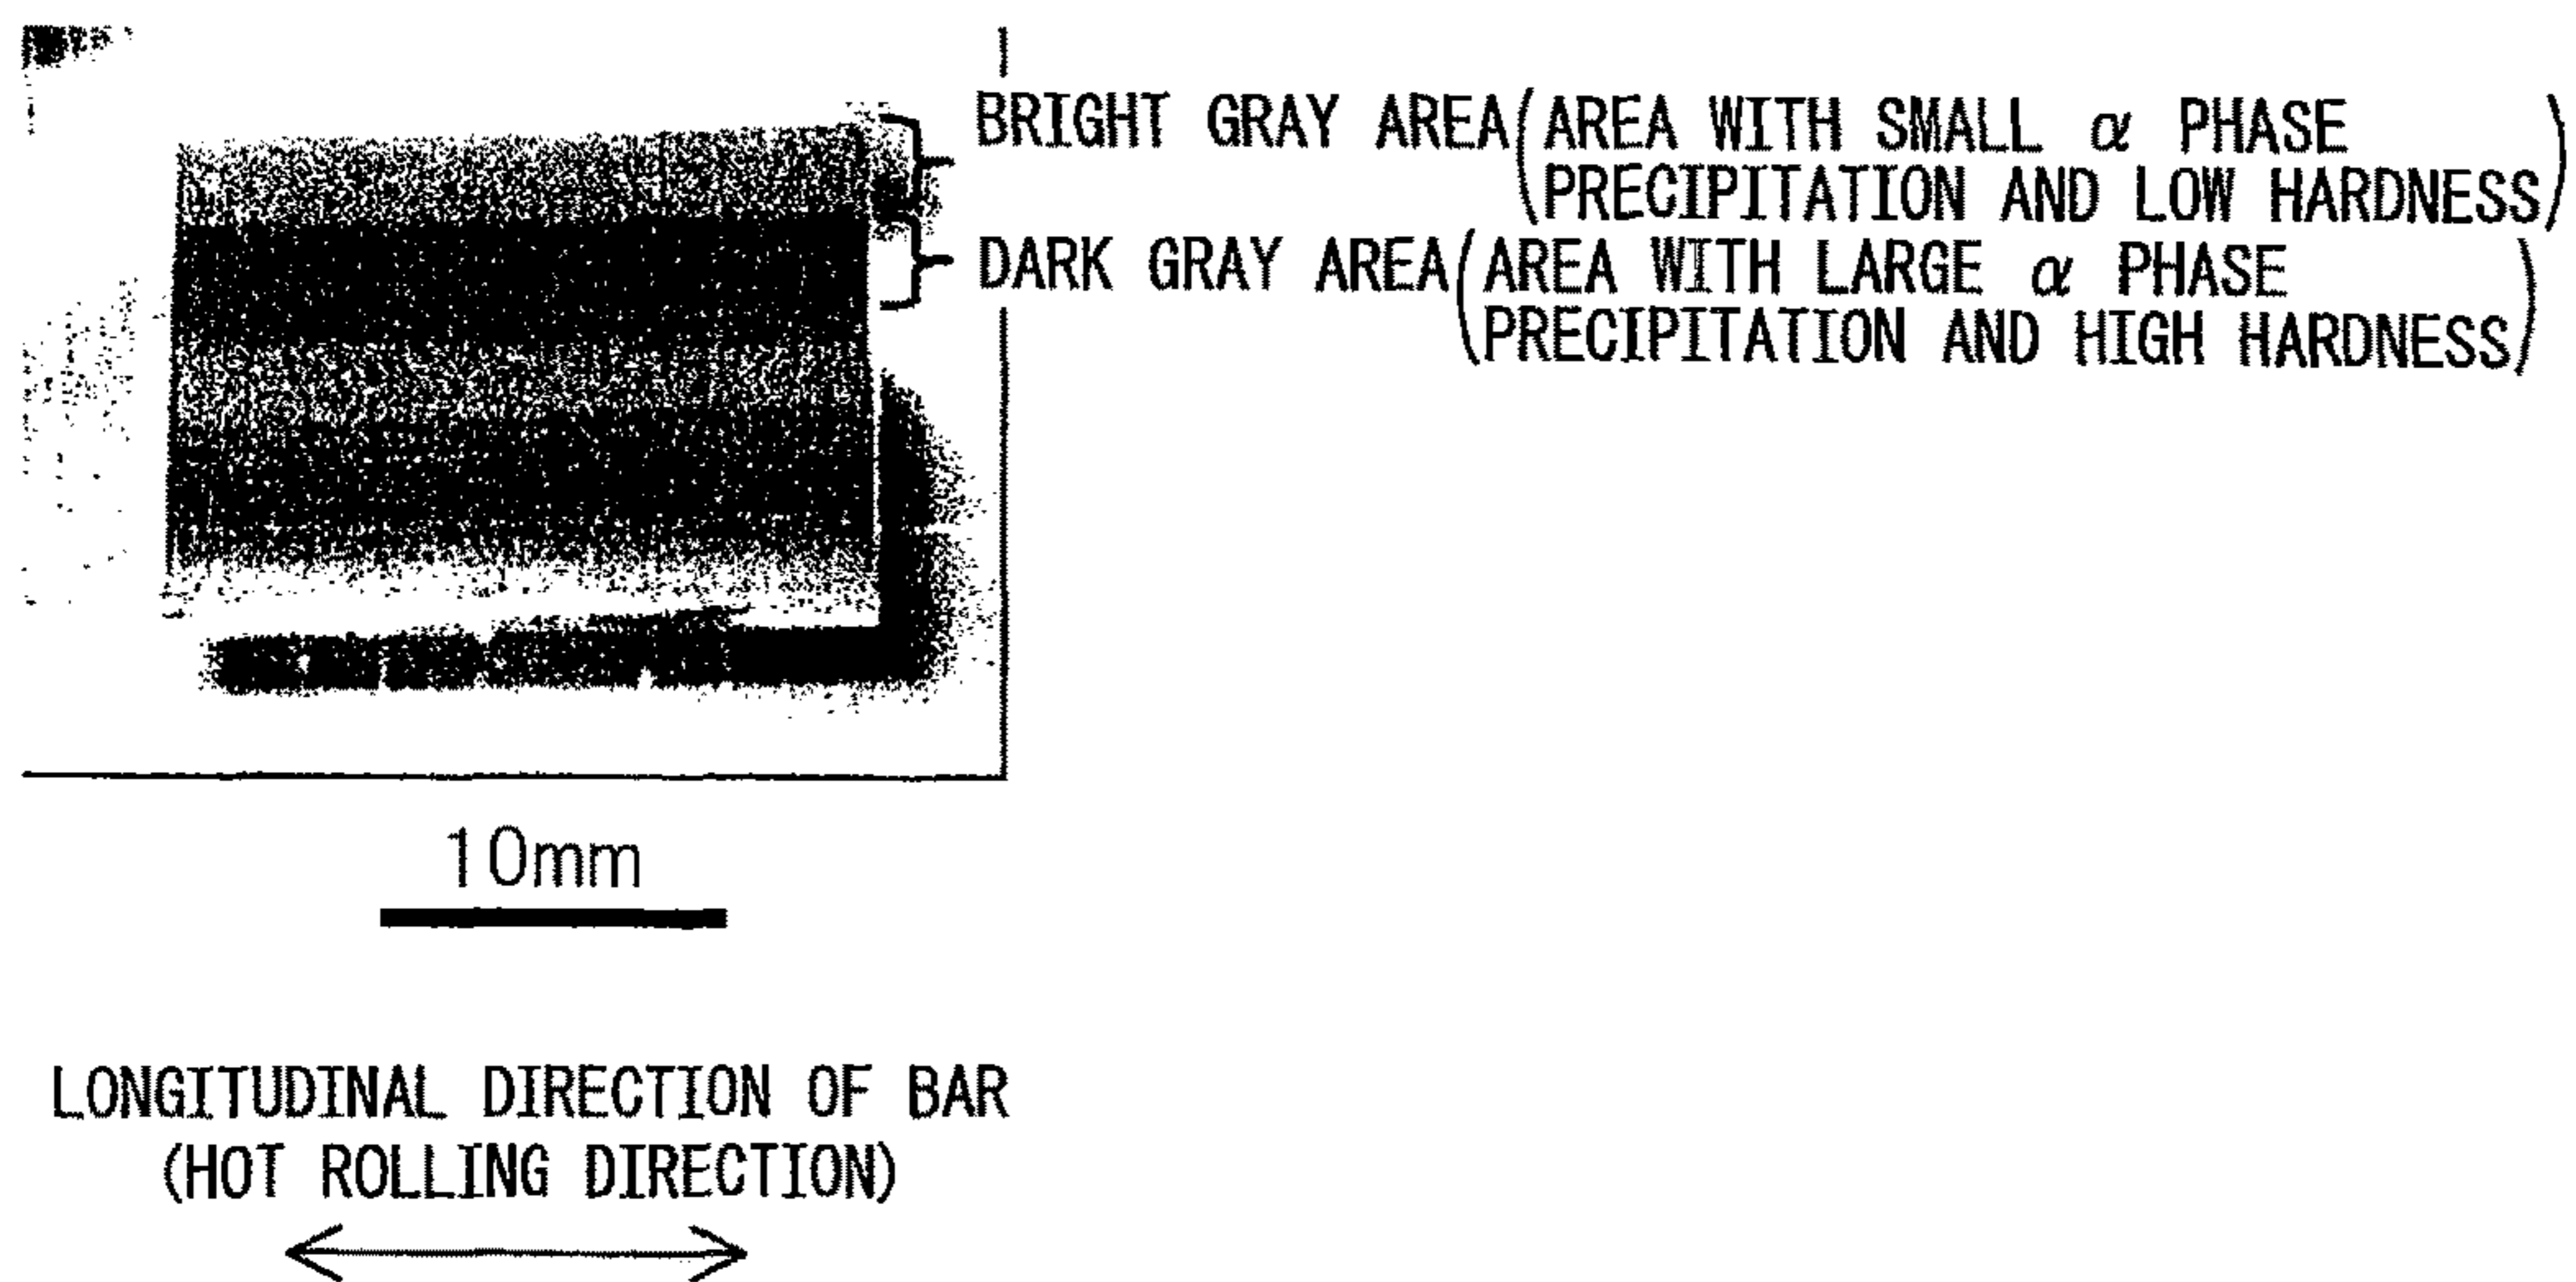 BRIGHT GRAY AREA(AREA WITH SMALL α PHASE
PRECIPITATION AND LOW HARDNESS)
DARK GRAY AREA(AREA WITH LARGE α PHASE
PRECIPITATION AND HIGH HARDNESS)
10mm
LONGITUDINAL DIRECTION OF BAR
(HOT ROLLING DIRECTION)